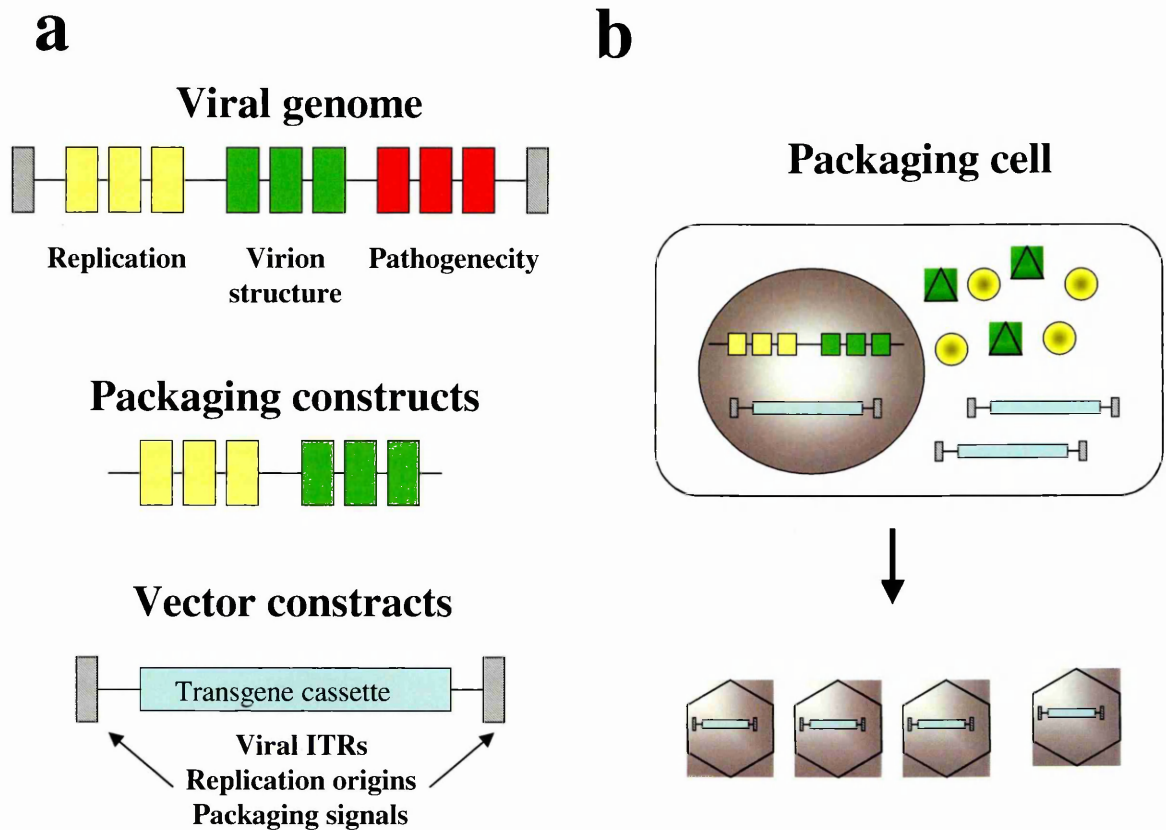 a
Viral genome
Replication
Virion
structure
Pathogenecity
Packaging constructs
Vector constracts
Transgene cassette
Viral ITRs
Replication origins
Packaging signals
b
Packaging cell